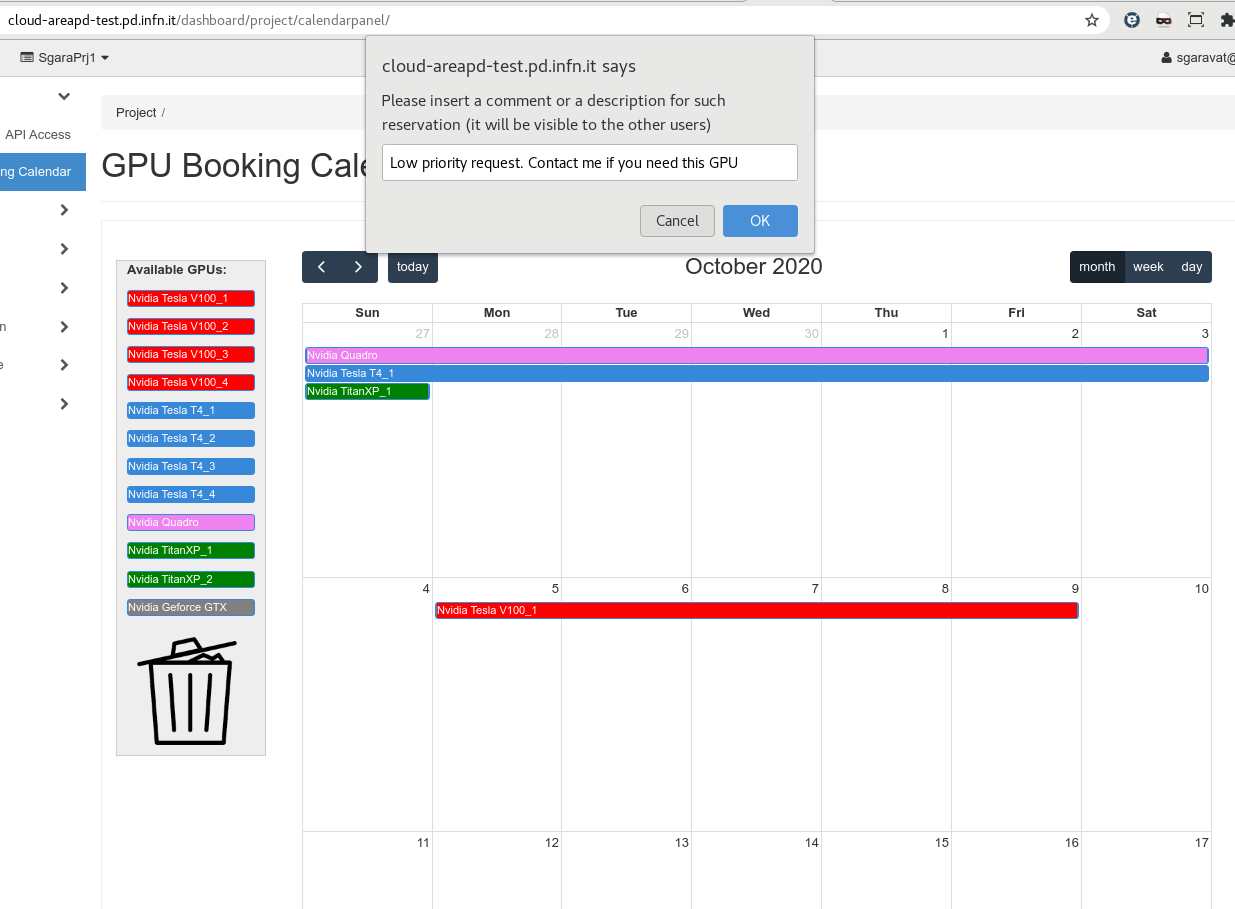 cloud-areapd-test.pd.infn.it/dashboard/project/calendarpanel/
SgaraPrj1
sgaravat@
cloud-areapd-test.pd.infn.it says
Please insert a comment or a description for such
reservation (it will be visible to the other users)
Low priority request. Contact me if you need this GPU
Cancel
OK
API Access
ng Calendar
n
e
Project /
GPU Booking Cale
Available GPUs:
Nvidia Tesla V100_1
Nvidia Tesla V100_2
Nvidia Tesla V100_3
Nvidia Tesla V100_4
Nvidia Tesla T4_1
Nvidia Tesla T4_2
Nvidia Tesla T4_3
Nvidia Tesla T4_4
Nvidia Quadro
Nvidia TitanXP_1
Nvidia TitanXP_2
Nvidia Geforce GTX
today
October 2020
month week day
Sun Mon Tue Wed Thu Fri Sat
27 28 29 30 1 2 3
Nvidia Quadro
Nvidia Tesla T4_1
Nvidia TitanXP_1
4 5 6 7 8 9 10
Nvidia Tesla V100_1
11 12 13 14 15 16 17